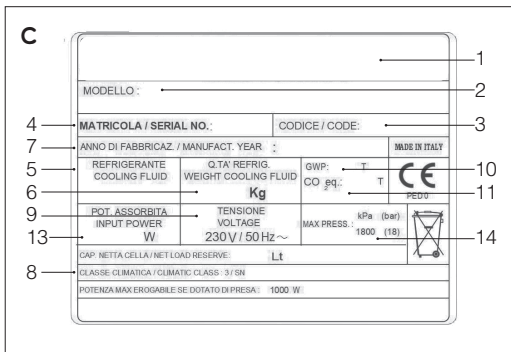 C
1
MODELLO :
2
4 MATRICOLA / SERIAL NO.: CODICE / CODE: 3
7 ANNO DI FABBRICAZ. / MANUFACT. YEAR : MADE IN ITALY
5 REFRIGERANTE Q.TA' REFRIG. GWP: T 10
COOLING FLUID WEIGHT COOLING FLUID CO2 eq.: T CE
6 Kg 11
PED 0
9
POT. ASSORBITA TENSIONE kPa (bar)
INPUT POWER VOLTAGE MAX PRESS.: 1800 (18)
13 W 230 V / 50 Hz ~ 14
CAP. NETTA CELLA / NET LOAD RESERVE: Lt
8 CLASSE CLIMATICA / CLIMATIC CLASS : 3 / SN
POTENZA MAX EROGABILE SE DOTATO DI PRESA : 1000 W